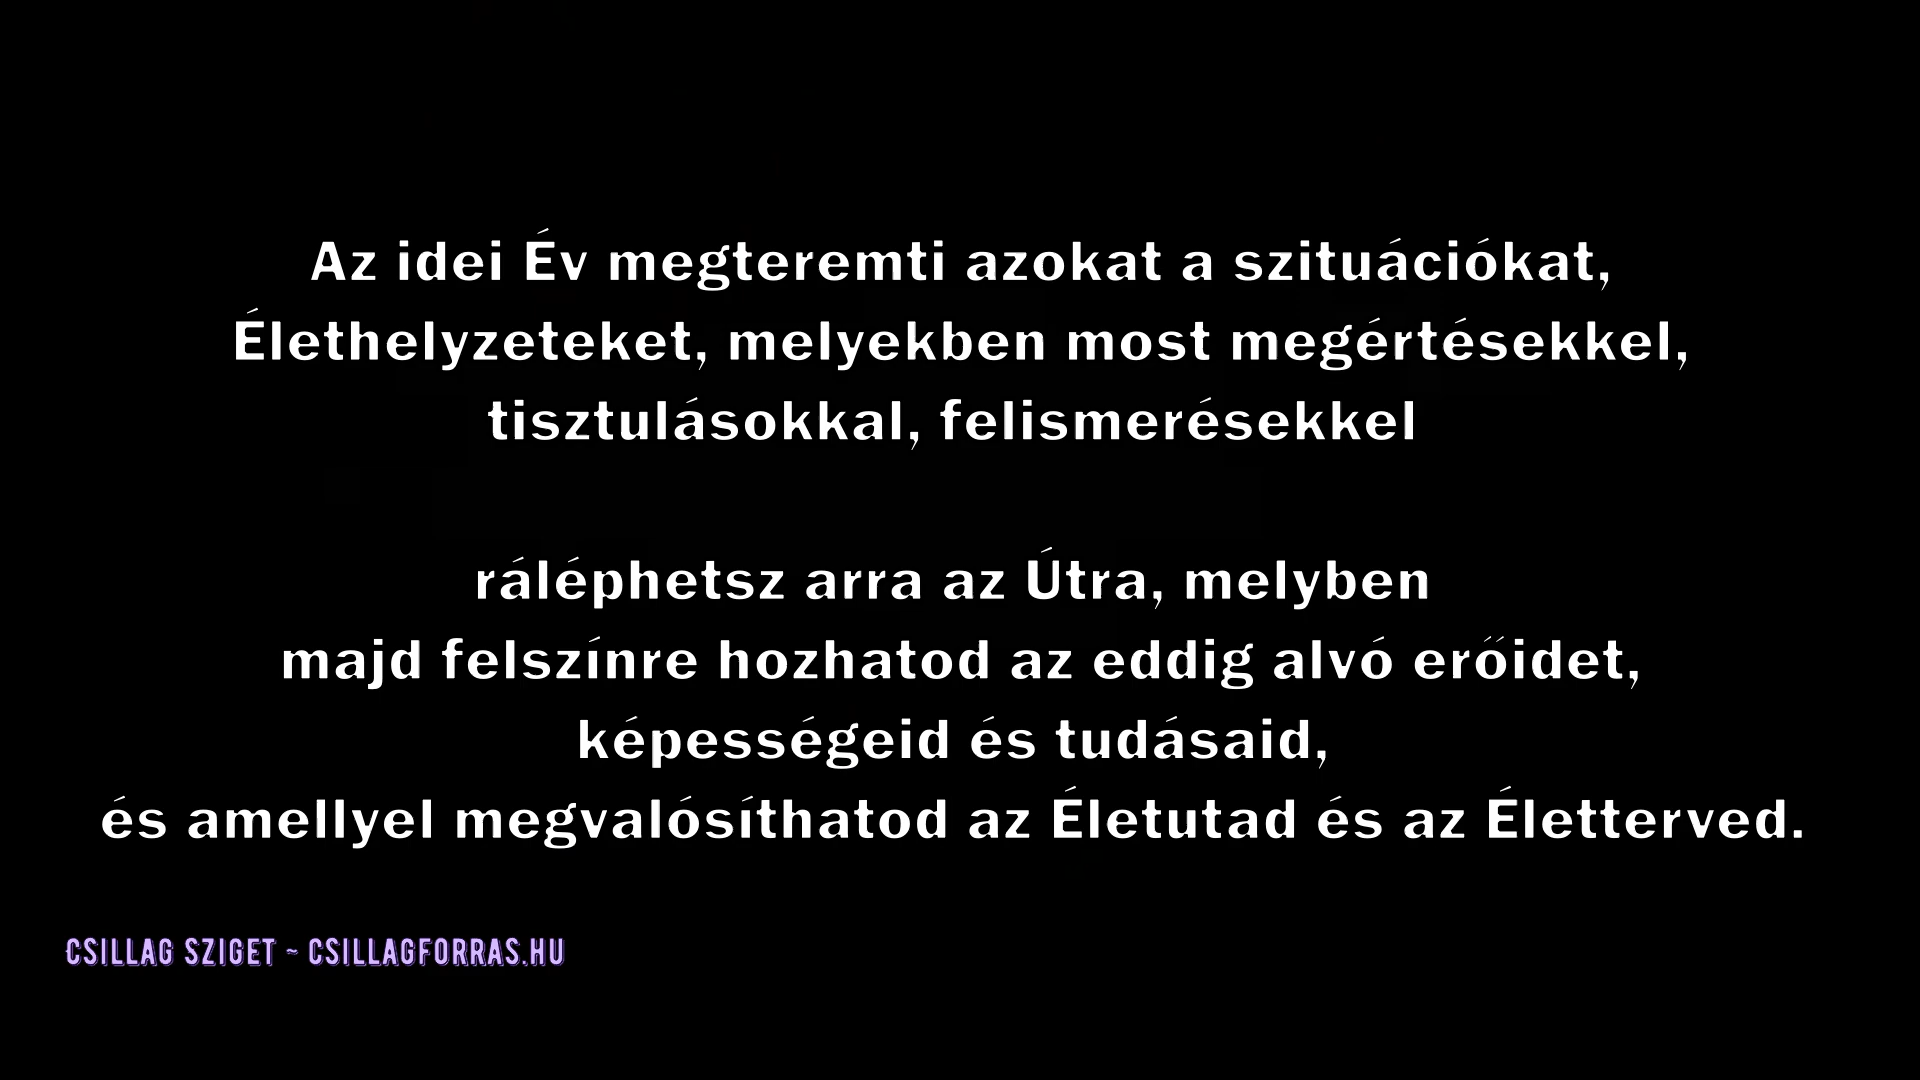 Az idei Év megteremti azokat a szituációkat,
Élethelyzeteket, melyekben most megértésekkel,
tisztulásokkal, felismerésekkel
ráléphetsz arra az Útra, melyben
majd felszínre hozhatod az eddig alvó erőidet,
képességeid és tudásaid,
és amellyel megvalósíthatod az Életutad és az Életterved.
CSILLAG SZIGET ~ CSILLAGFORRAS.HU